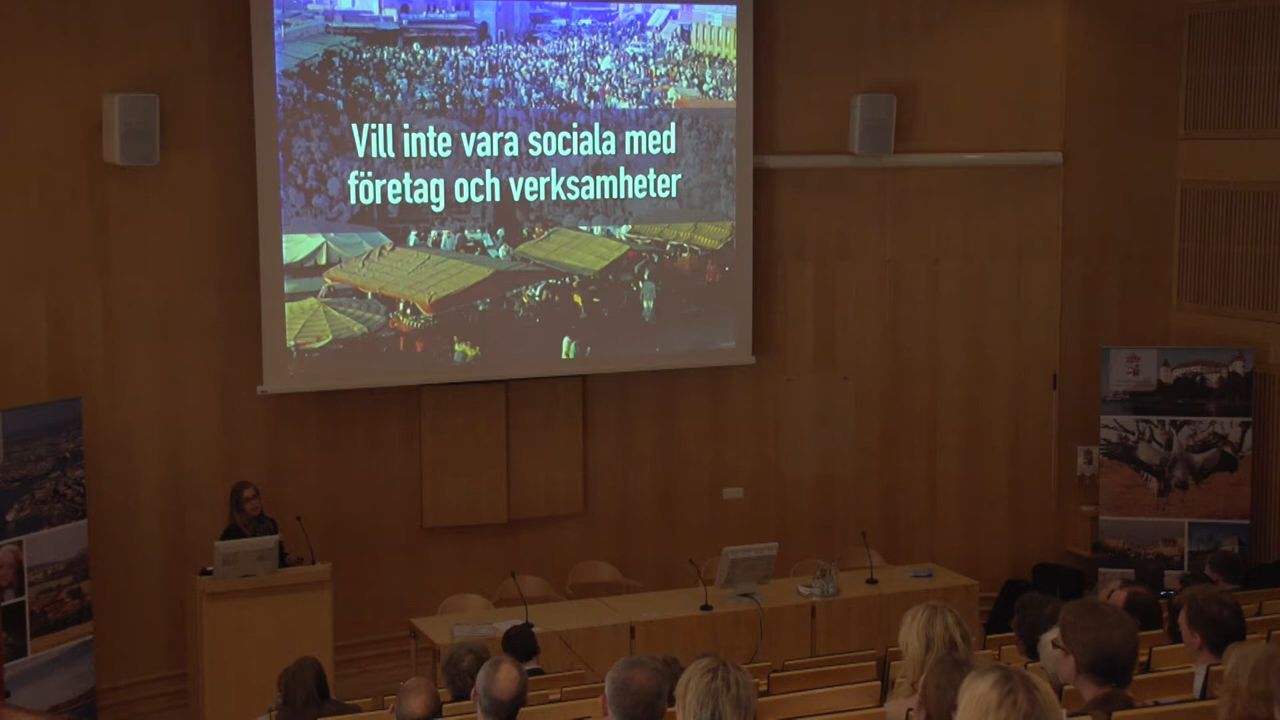 Vill inte vara sociala med
företag och verksamheter